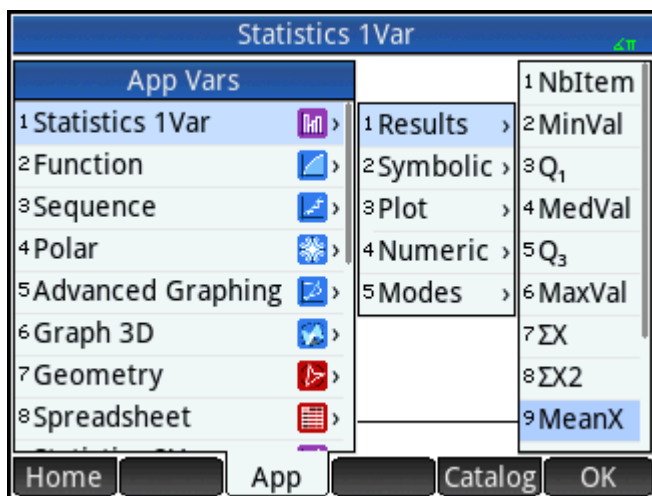 Statistics 1Var
∡π
App Vars
1 Statistics 1Var
2 Function
3 Sequence
4 Polar
5 Advanced Graphing
6 Graph 3D
7 Geometry
8 Spreadsheet
1 Results
2 Symbolic
3 Plot
4 Numeric
5 Modes
1 NbItem
2 MinVal
3 Q₁
4 MedVal
5 Q₃
6 MaxVal
7 ΣX
8 ΣX2
9 MeanX
Home App Catalog OK